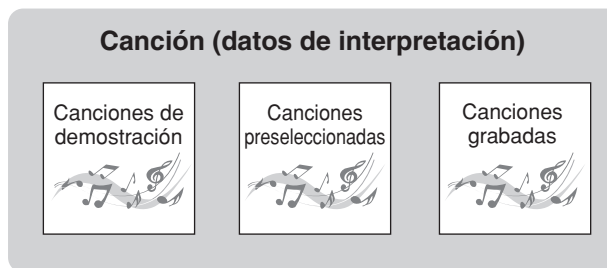 Canción (datos de interpretación)
Canciones de
demostración
Canciones
preseleccionadas
Canciones
grabadas